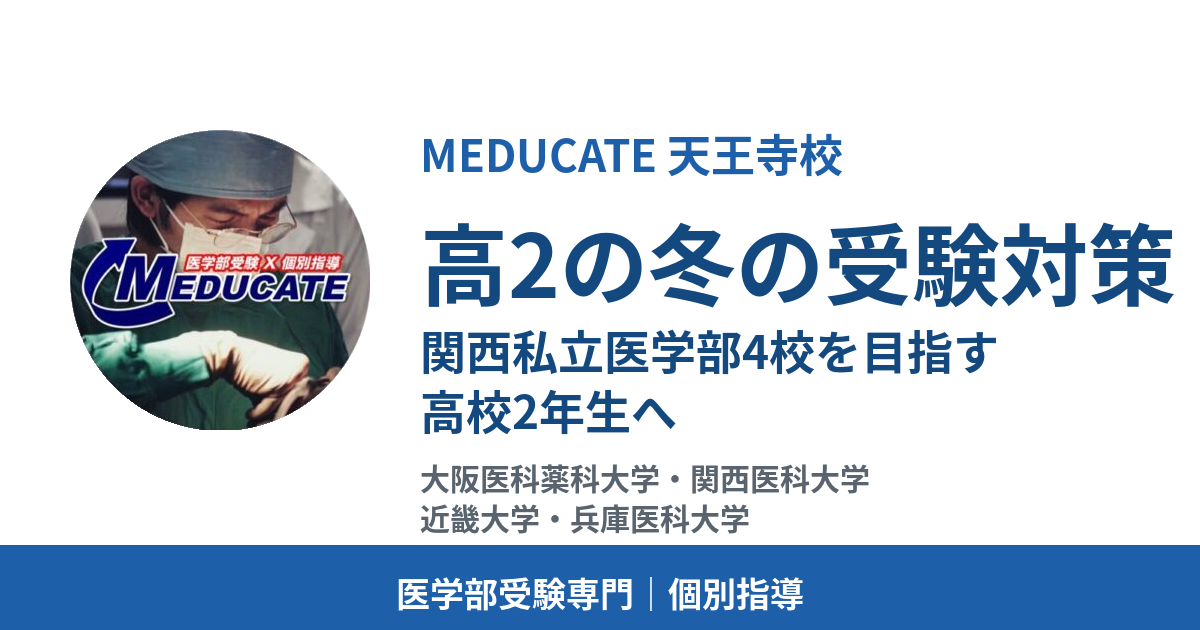 医学部受験 X 個別指導
MEDUCATE
MEDUCATE 天王寺校
高2の冬の受験対策
関西私立医学部4校を目指す
高校2年生へ
大阪医科薬科大学・関西医科大学
近畿大学・兵庫医科大学
医学部受験専門｜個別指導